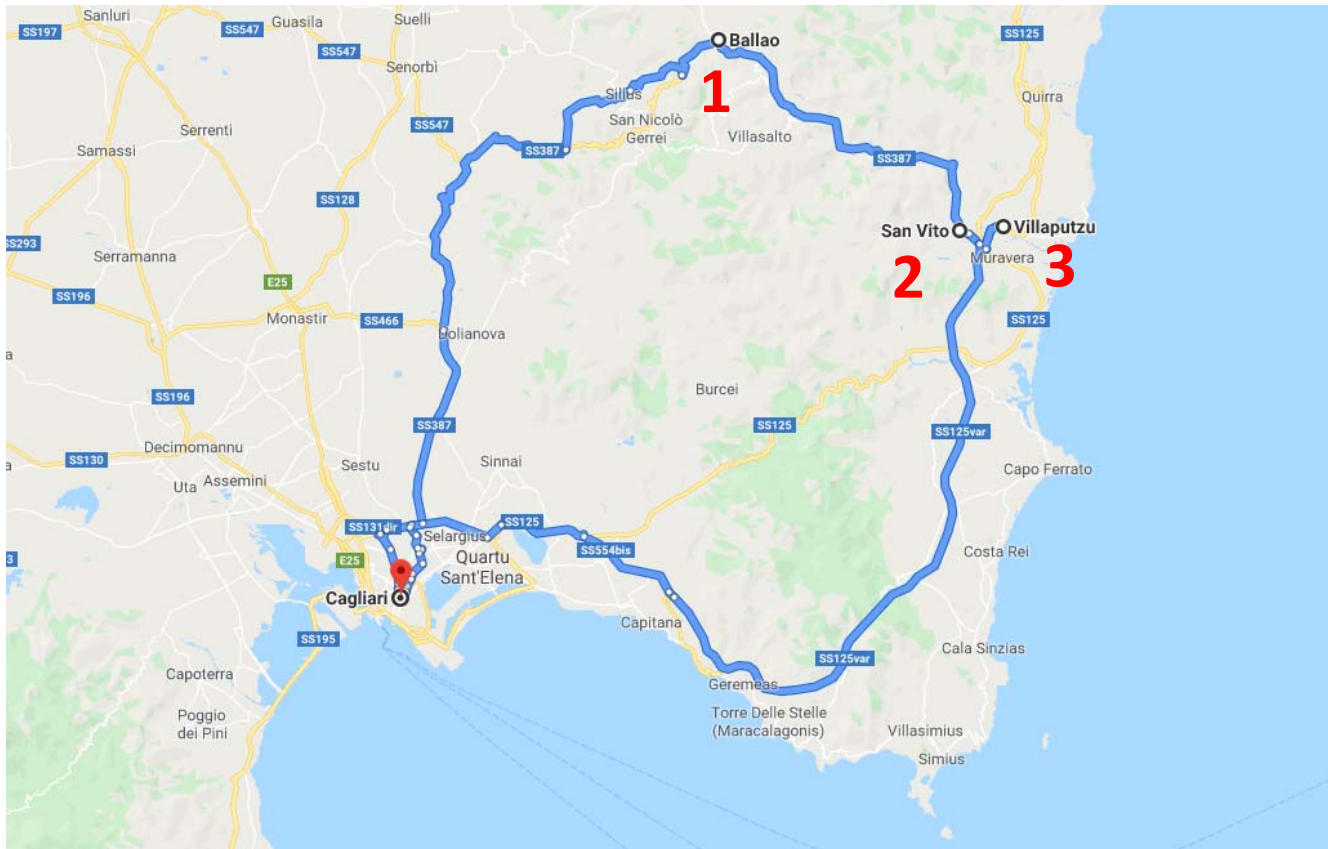 Sanluri
Guasila
Suelli
SS197
SS547
SS547
SS125
Ballao
Senorbì
1
Silius
Quirra
San Nicolò
Gerrei
Villasalto
Serrenti
SS547
Samassi
SS387
SS387
SS128
San Vito
Villaputzu
SS293
Muravera
Serramanna
2
3
E25
SS196
Monastir
SS466
Dolianova
SS125
Burcei
SS196
SS387
SS125
SS125var
Decimomannu
SS130
Sestu
Sinnai
Capo Ferrato
Uta
Assemini
SS131dir
SS125
Selargius
SS554bis
Costa Rei
E25
Quartu
Sant'Elena
Cagliari
Capitana
SS195
Cala Sinzias
SS125var
Capoterra
Geremeas
Poggio
dei Pini
Torre Delle Stelle
(Maracalagonis)
Villasimius
Simius